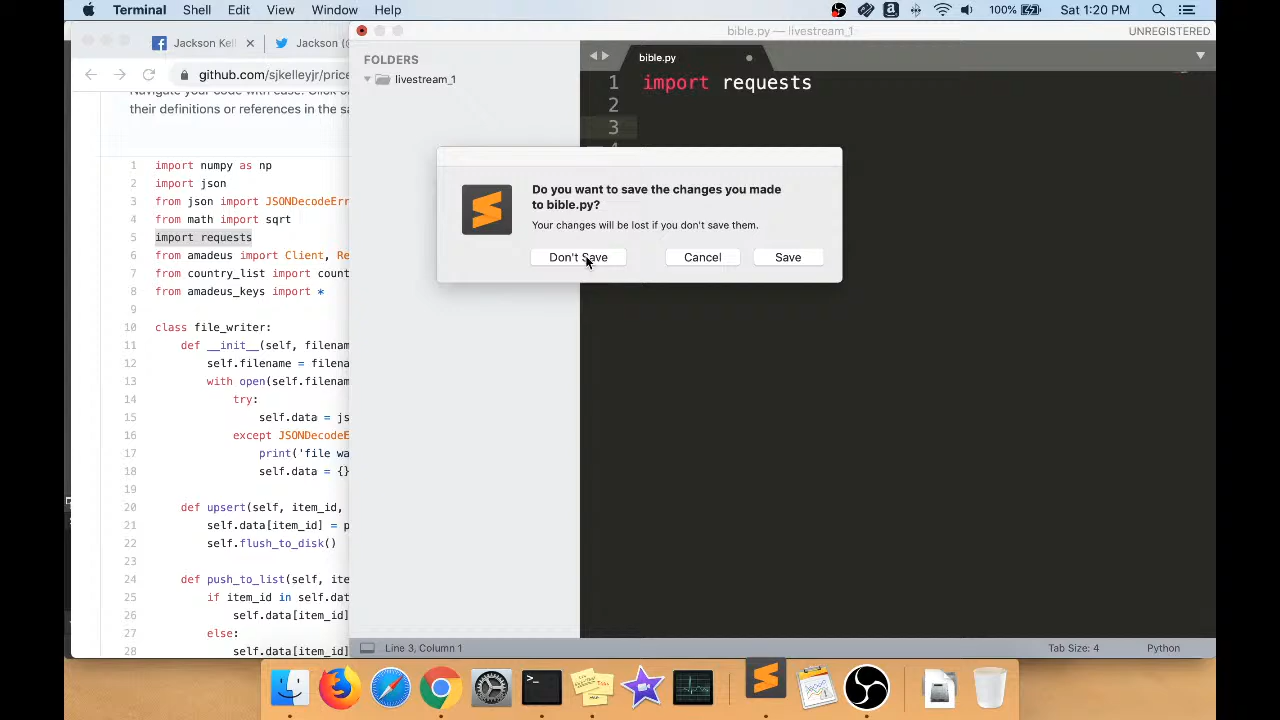 Terminal Shell Edit View Window Help 100% Sat 1:20 PM
Jackson Kell
Jackson (@
github.com/sjkelleyjr/price
Navigate your code with ease. Click o
their definitions or references in the sa
1 import numpy as np
2 import json
3 from json import JSONDecodeErr
4 from math import sqrt
5 import requests
6 from amadeus import Client, Re
7 from country_list import count
8 from amadeus_keys import *
9
10 class file_writer:
11 def __init__(self, filenam
12 self.filename = filena
13 with open(self.filenam
14 try:
15 self.data = js
16 except JSONDecodeE
17 print('file wa
18 self.data = {}
19
20 def upsert(self, item_id,
21 self.data[item_id] = p
22 self.flush_to_disk()
23
24 def push_to_list(self, ite
25 if item_id in self.dat
26 self.data[item_id]
27 else:
28 self.data[item_id]
bible.py — livestream_1
UNREGISTERED
FOLDERS
livestream_1
bible.py
1 import requests
2
3
Do you want to save the changes you made
to bible.py?
Your changes will be lost if you don't save them.
Don't Save Cancel Save
Line 3, Column 1 Tab Size: 4 Python